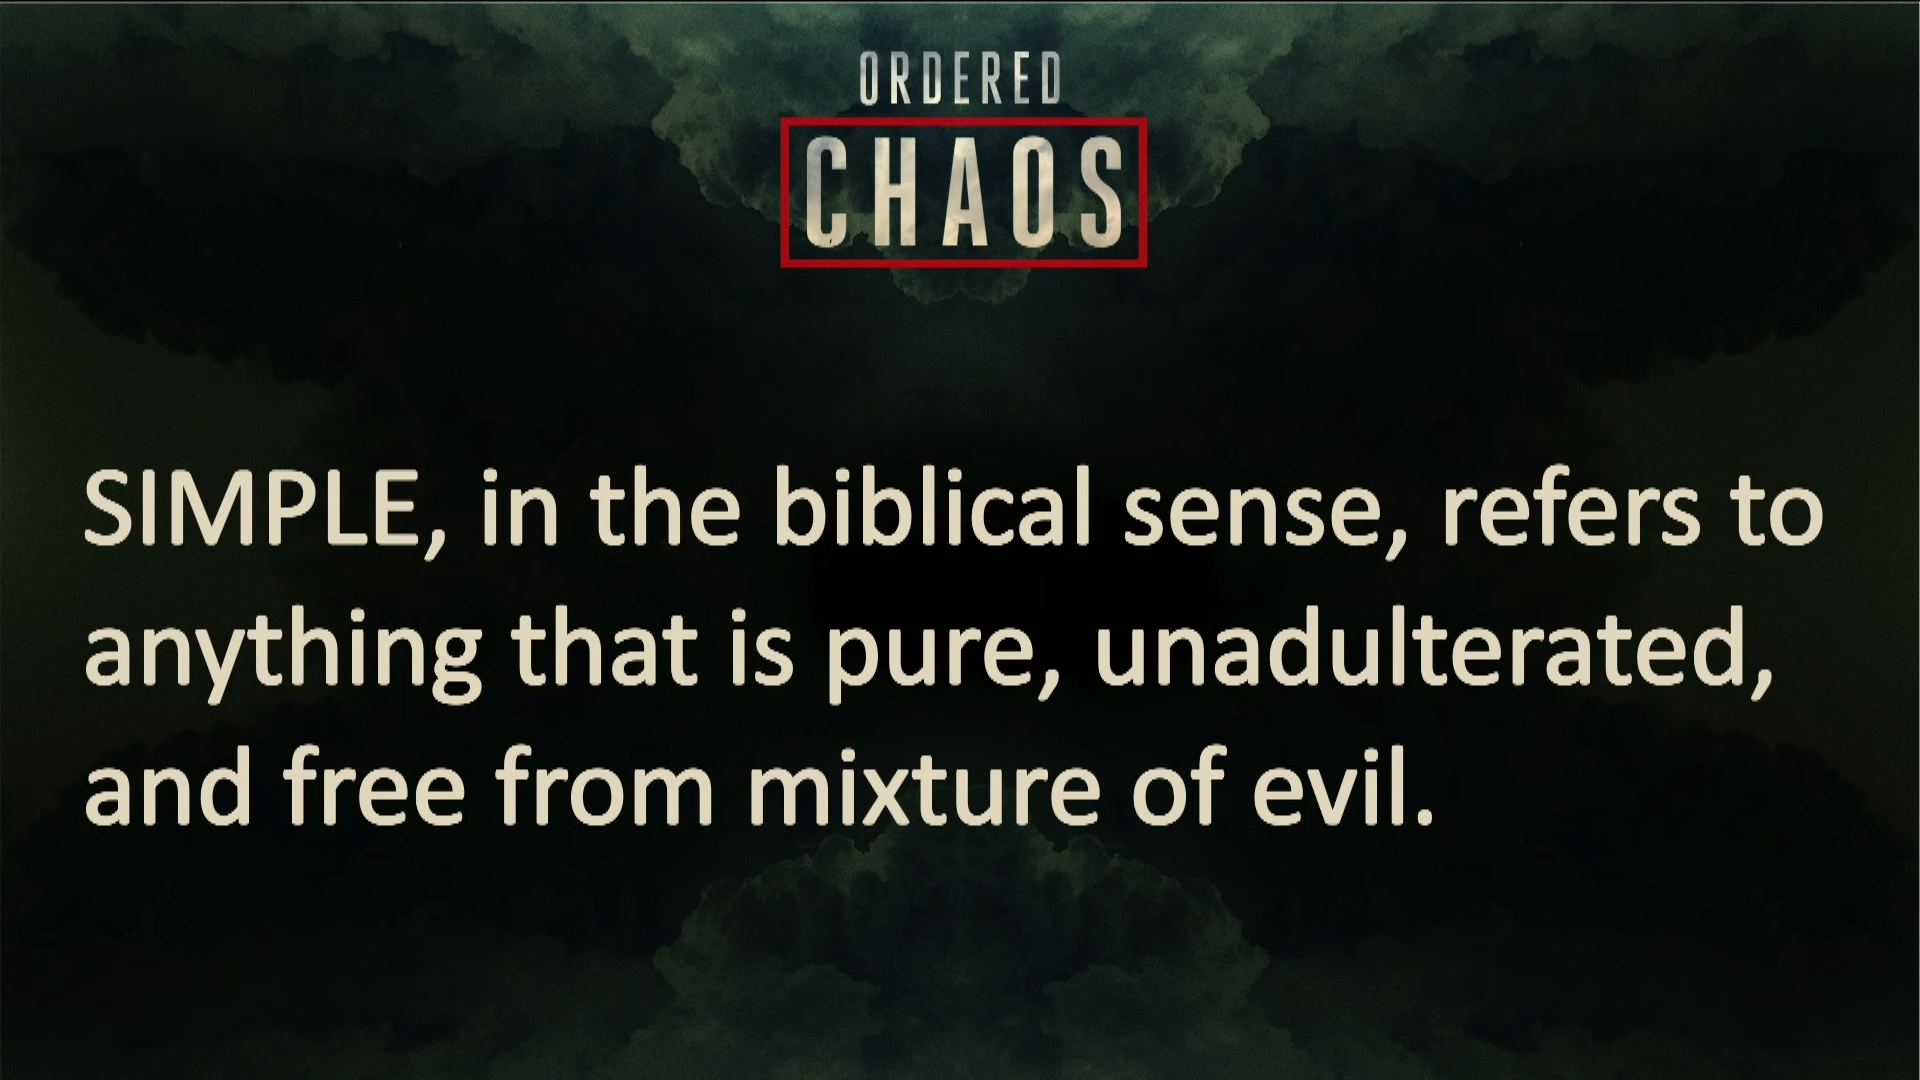 ORDERED
CHAOS
SIMPLE, in the biblical sense, refers to
anything that is pure, unadulterated,
and free from mixture of evil.